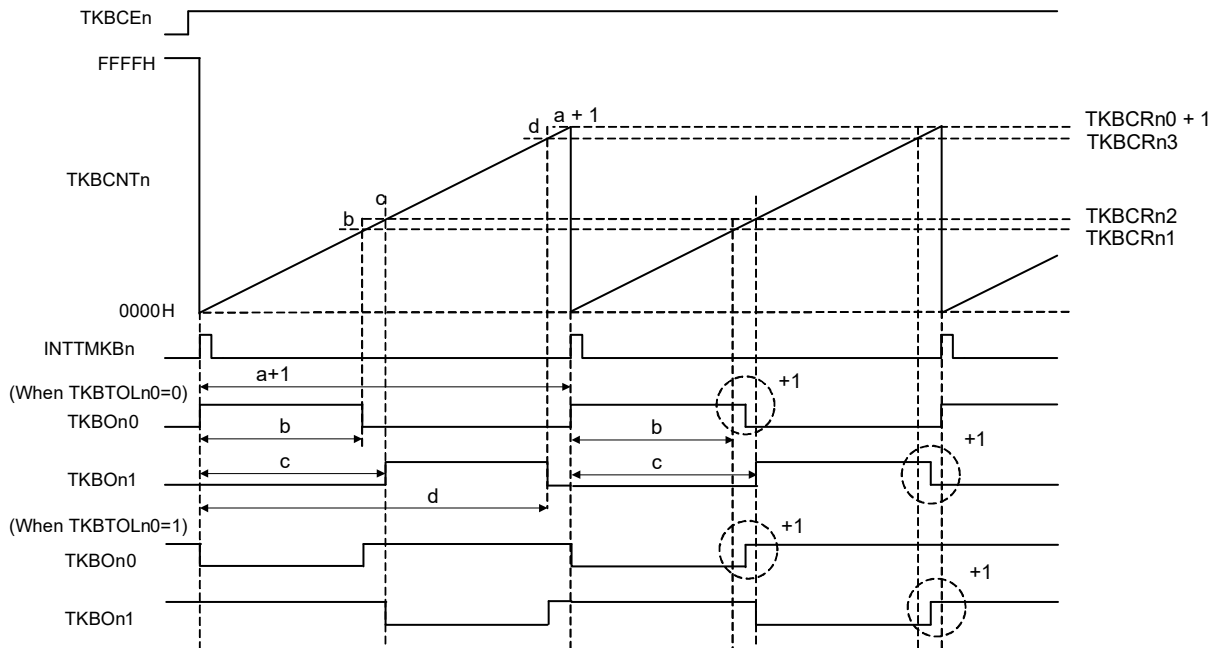 TKBCEn
FFFFH
a + 1
d
TKBCRn0 + 1
TKBCRn3
TKBCNTn
c
b
TKBCRn2
TKBCRn1
0000H
INTTMKBn
a+1
+1
(When TKBTOLn0=0)
TKBOn0
b
b
+1
c
c
TKBOn1
d
(When TKBTOLn0=1)
+1
TKBOn0
+1
TKBOn1